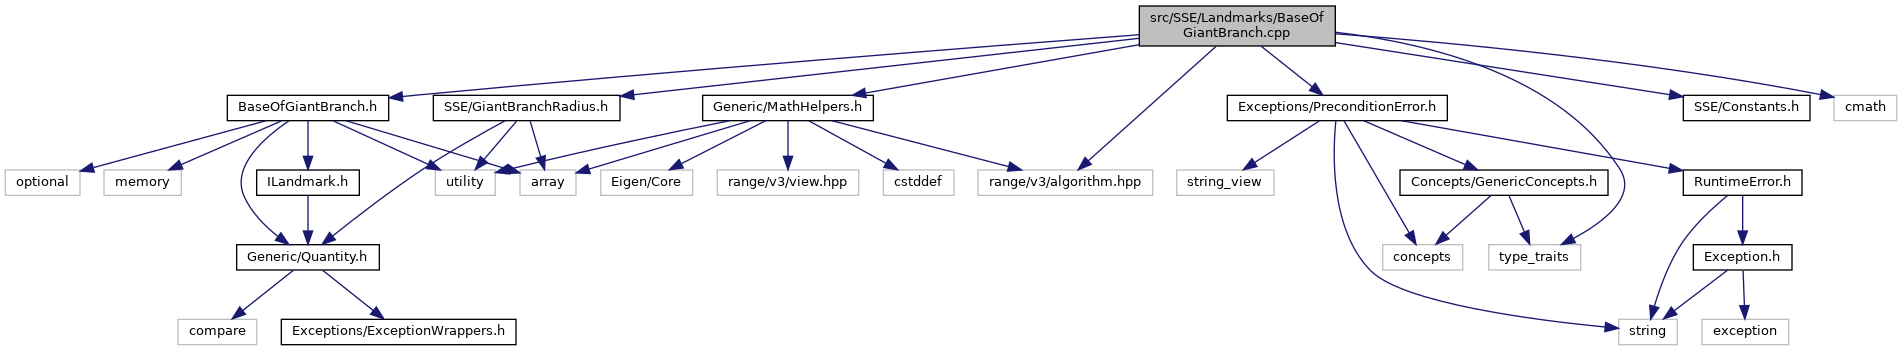 src/SSE/Landmarks/BaseOf
GiantBranch.cpp
BaseOfGiantBranch.h
SSE/GiantBranchRadius.h
Generic/MathHelpers.h
Exceptions/PreconditionError.h
SSE/Constants.h
cmath
optional
memory
ILandmark.h
utility
array
Eigen/Core
range/v3/view.hpp
cstddef
range/v3/algorithm.hpp
string_view
Concepts/GenericConcepts.h
RuntimeError.h
Generic/Quantity.h
concepts
type_traits
Exception.h
compare
Exceptions/ExceptionWrappers.h
string
exception